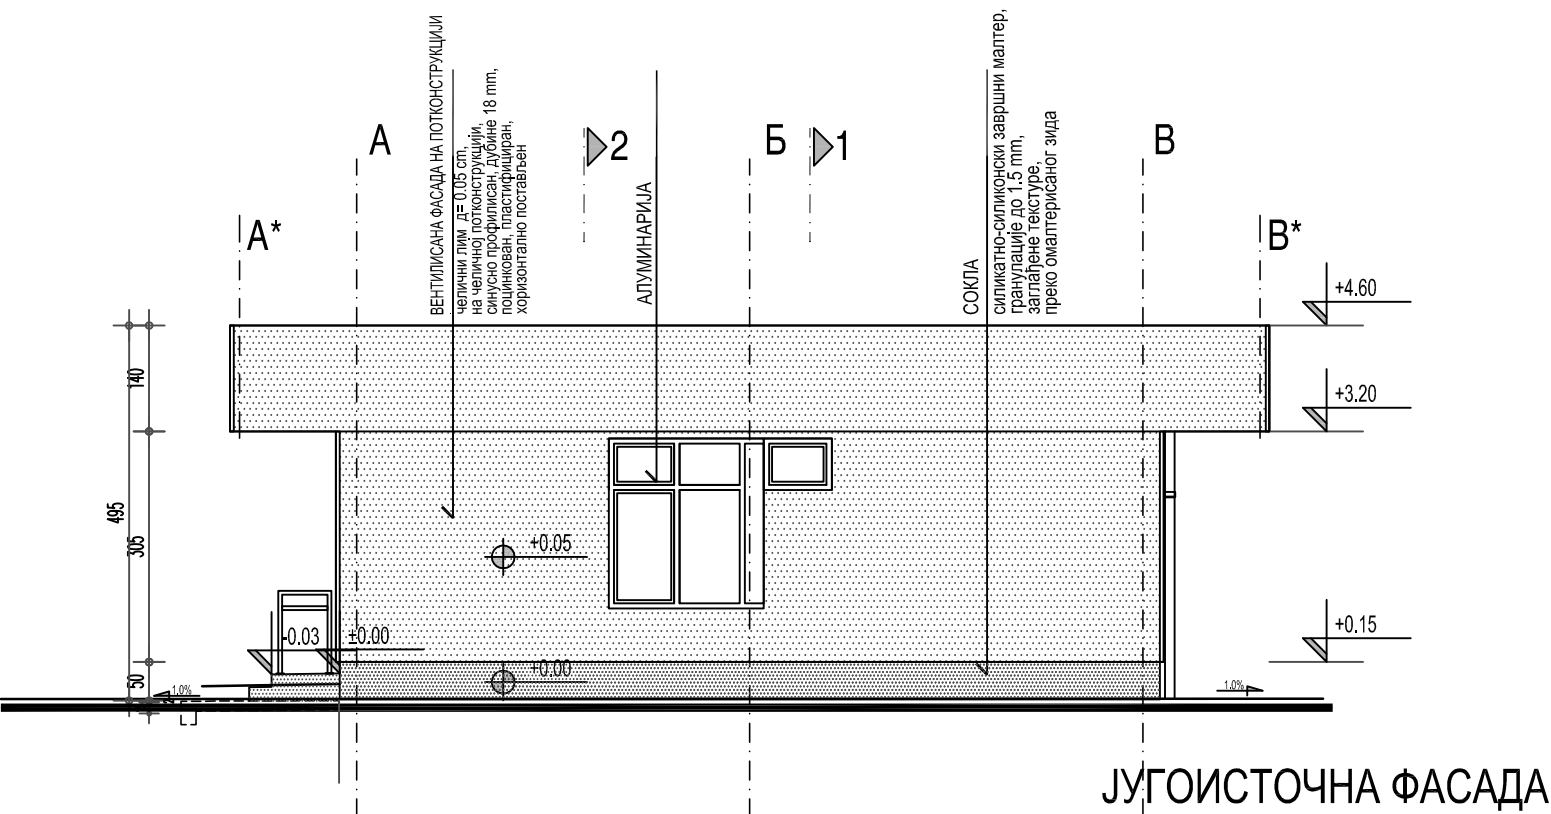 ВЕНТИЛИСАНА ФАСАДА НА ПОТКОНСТРУКЦИЈИ
челични лим д= 0.05 cm,
на челичној потконструкцији,
синусно профилисан, дубине 18 mm,
поцинкован, пластифициран,
хоризонтално постављен
АЛУМИНАРИЈА
СОКЛА
силикатно-силиконски завршни малтер,
гранулације до 1.5 mm,
заглађене текстуре,
преко омалтерисаног зида
А
2
Б
1
В
А*
В*
+4.60
+3.20
+0.15
140
495
305
50
+0.05
-0.03
±0.00
+0.00
1.0%
1.0%
ЈУГОИСТОЧНА ФАСАДА